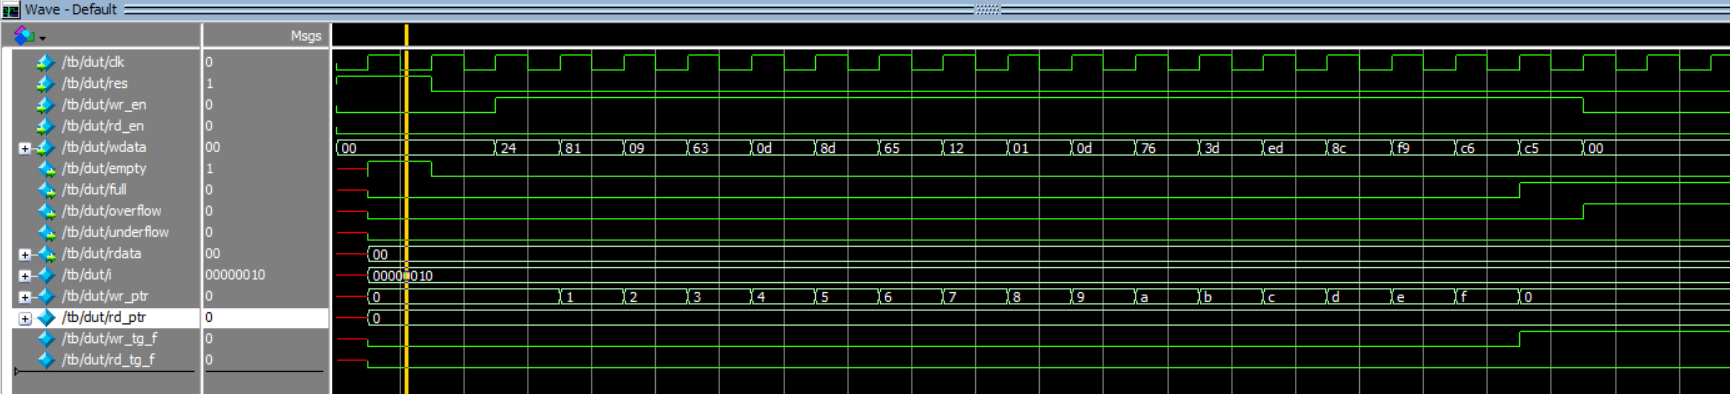 Wave - Default
Msgs
/tb/dut/clk 0
/tb/dut/res 1
/tb/dut/wr_en 0
/tb/dut/rd_en 0
/tb/dut/wdata 00 00 24 81 09 63 0d 8d 65 12 01 0d 76 3d ed 8c f9 c6 c5 00
/tb/dut/empty 1
/tb/dut/full 0
/tb/dut/overflow 0
/tb/dut/underflow 0
/tb/dut/rdata 00 00
/tb/dut/i 00000010 00000010
/tb/dut/wr_ptr 0 0 1 2 3 4 5 6 7 8 9 a b c d e f 0
/tb/dut/rd_ptr 0 0
/tb/dut/wr_tg_f 0
/tb/dut/rd_tg_f 0